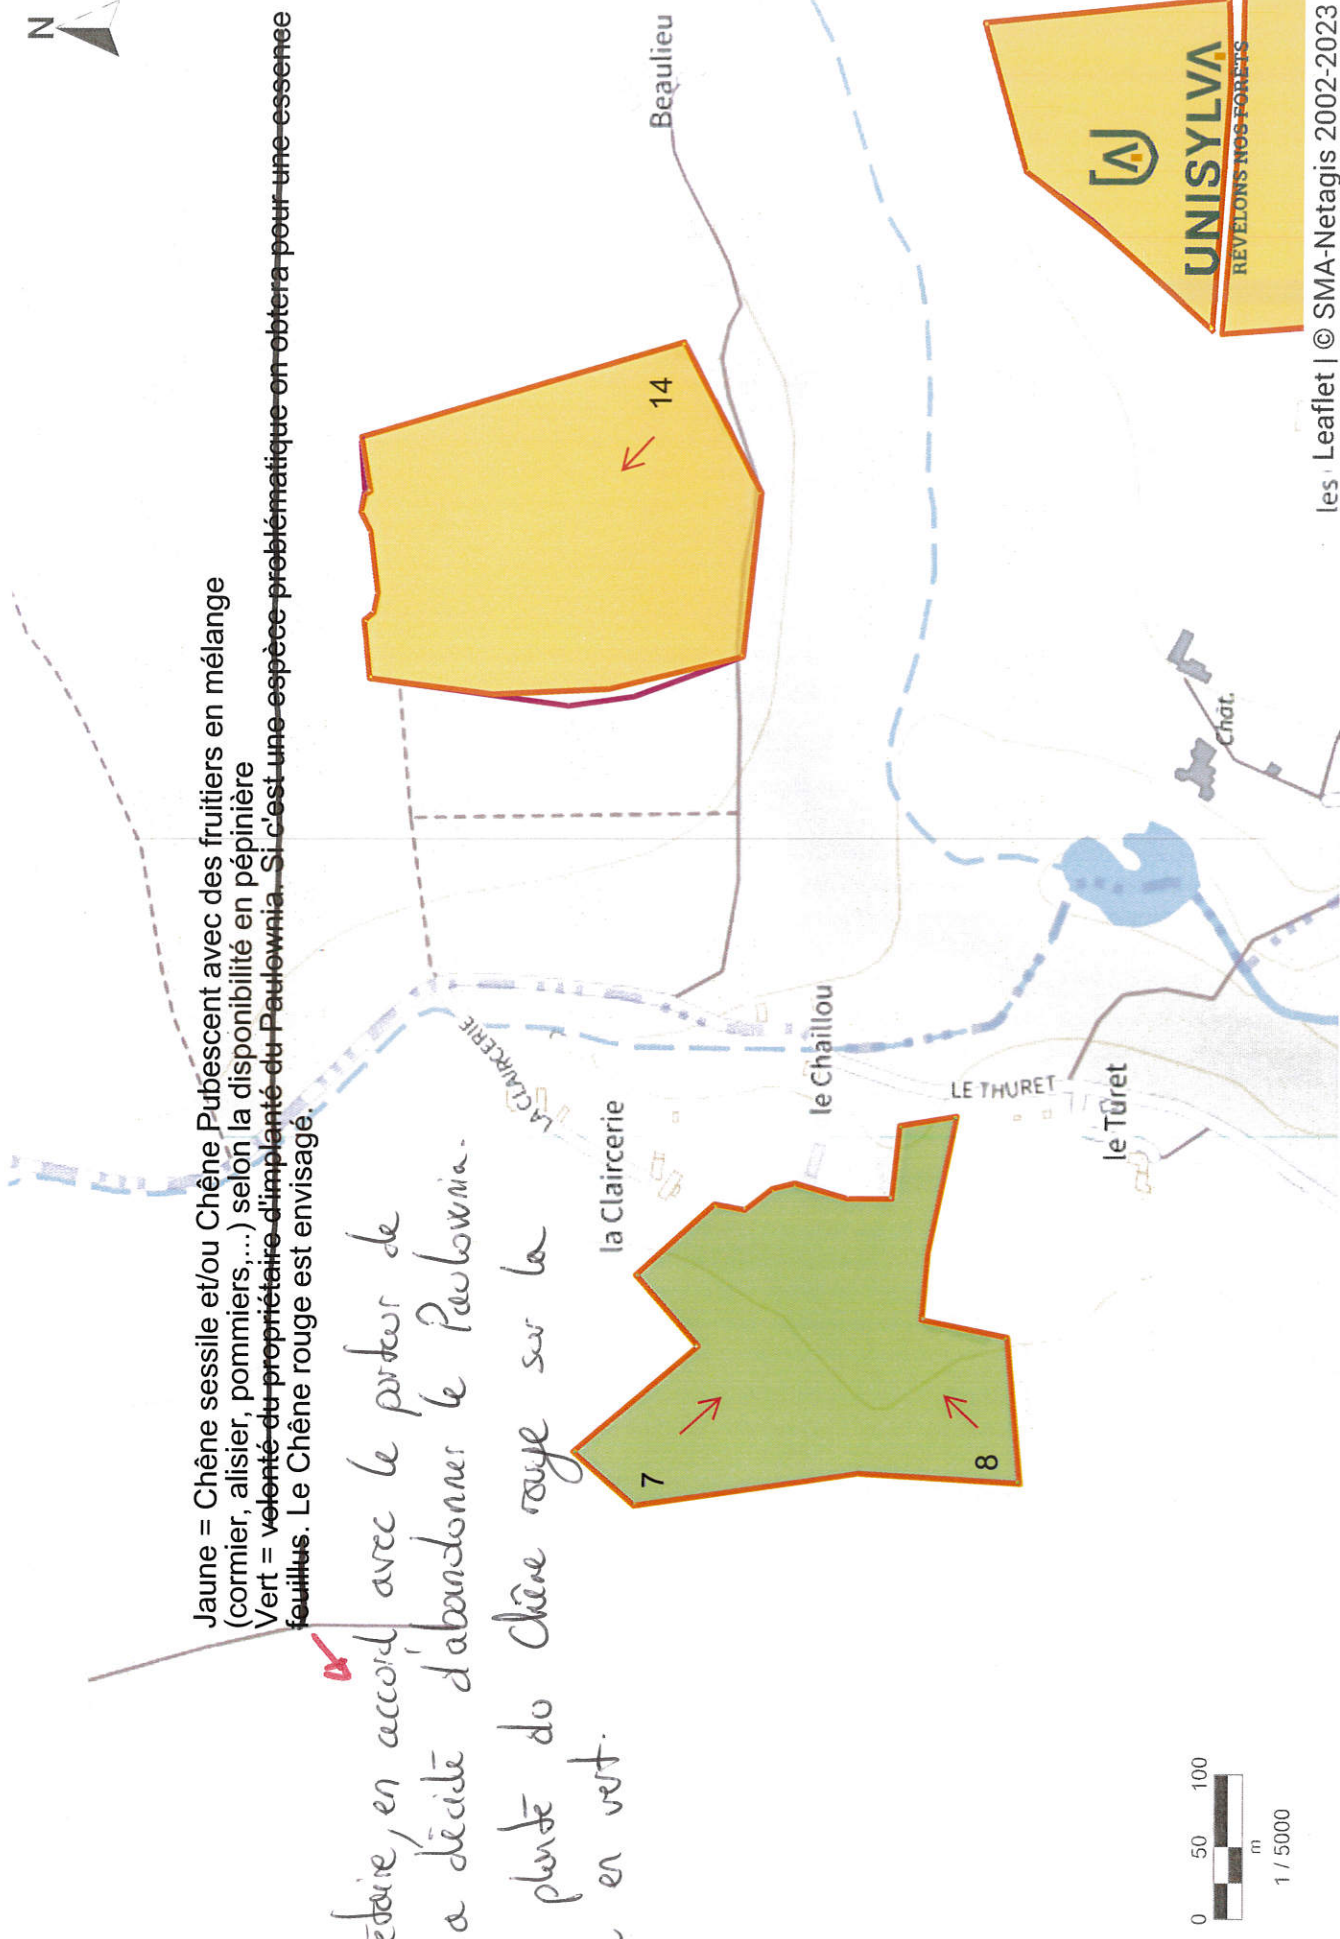 N
Jaune = Chêne sessile et/ou Chêne Pubescent avec des fruitiers en mélange
(cormier, alisier, pommiers,...) selon la disponibilité en pépinière
Vert = volonté du propriétaire d'implanté du Paulownia. Si c'est une espèce problématique on obtera pour une essence
feuillus. Le Chêne rouge est envisagé.
étaire, en accord avec le porteur de
a décidé d'abandonner le Paulownia.
planté du Chêne rouge sur la
en vert.
LA CLAIRCERIE
la Claircerie
le Chaillou
LE THURET
le Turet
Beaulieu
Chât.
7
8
14
UNISYLVA
RÉVÉLONS NOS FORÊTS
0 50 100
m
1 / 5000
les Leaflet | © SMA-Netagis 2002-2023